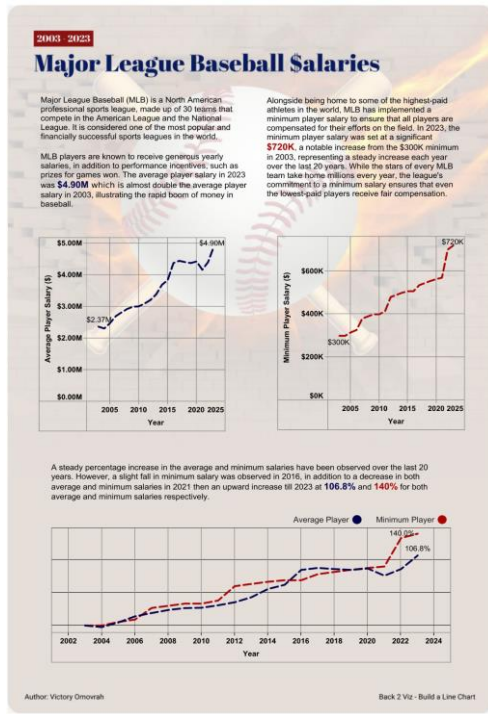 2003 - 2023
Major League Baseball $alaries
Major League Baseball (MLB) is a North American
professional sports league, made up of 30 teams that
compete in the American League and the National
League. It is considered one of the most popular and
financially successful sports leagues in the world.
MLB players are known to receive generous yearly
salaries, in addition to performance incentives, such as
prizes for games won. The average player salary in 2023
was $4.90M which is almost double the average player
salary in 2003, illustrating the rapid boom of money in
baseball.
Alongside being home to some of the highest-paid
athletes in the world, MLB has implemented a
minimum player salary to ensure that all players are
compensated for their efforts on the field. In 2023, the
minimum player salary was set at a significant
$720K, a notable increase from the $300K minimum
in 2003, representing a steady increase each year
over the last 20 years. While the stars of every MLB
team take home millions every year, the league's
commitment to a minimum salary ensures that even
the lowest-paid players receive fair compensation.
Average Player Salary ($)
$5.00M
$4.00M
$3.00M
$2.00M
$1.00M
$0.00M
$2.37M
$4.90M
2005 2010 2015 2020 2025
Year
Minimum Player Salary ($)
$600K
$400K
$200K
$0K
$300K
$720K
2005 2010 2015 2020 2025
Year
A steady percentage increase in the average and minimum salaries have been observed over the last 20
years. However, a slight fall in minimum salary was observed in 2016, in addition to a decrease in both
average and minimum salaries in 2021 then an upward increase till 2023 at 106.8% and 140% for both
average and minimum salaries respectively.
Average Player Minimum Player
140.0%
106.8%
2002 2004 2006 2008 2010 2012 2014 2016 2018 2020 2022 2024
Year
Author: Victory Omovrah
Back 2 Viz - Build a Line Chart